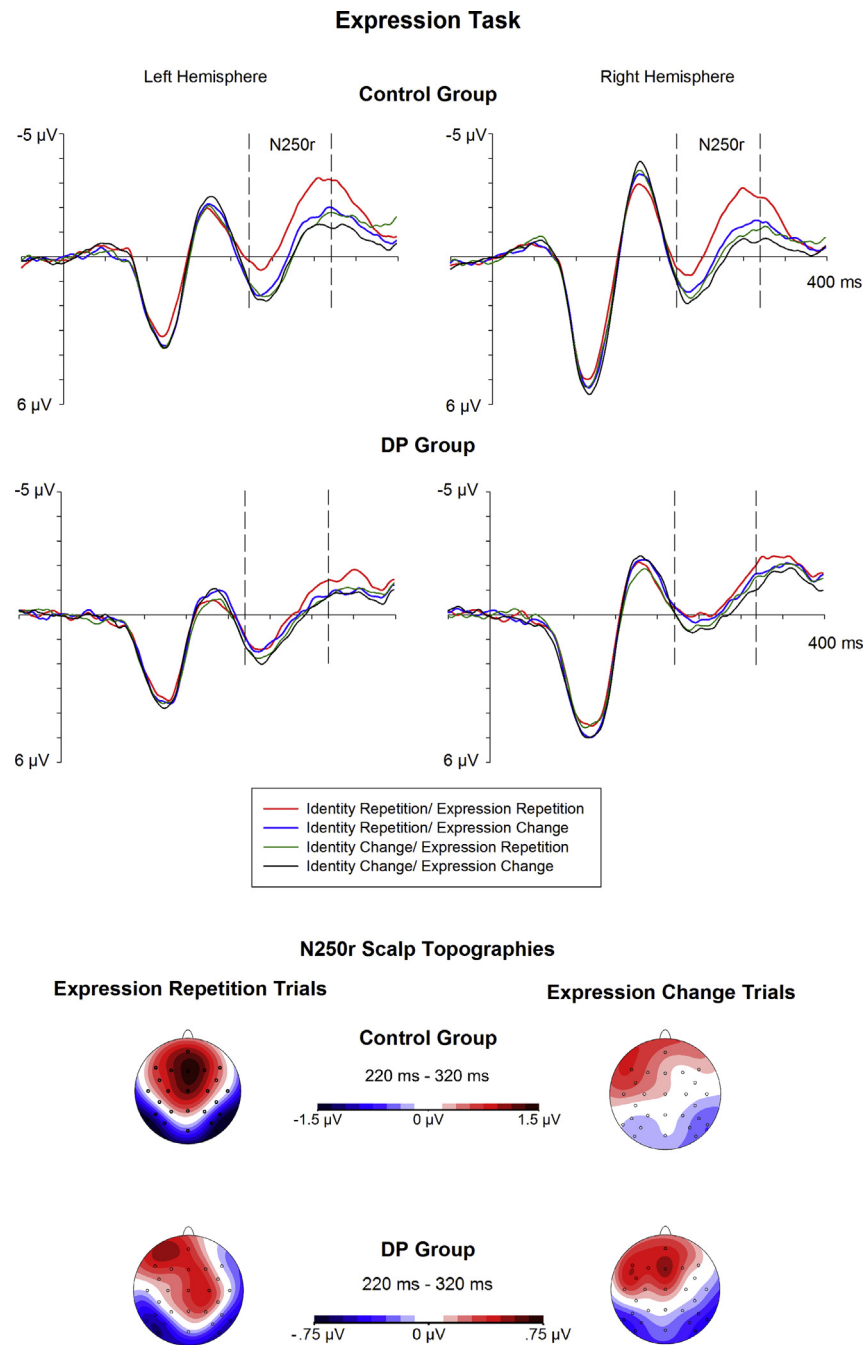 Expression Task
Left Hemisphere
Right Hemisphere
Control Group
-5 µV
N250r
-5 µV
N250r
400 ms
6 µV
6 µV
DP Group
-5 µV
-5 µV
400 ms
6 µV
6 µV
Identity Repetition/ Expression Repetition
Identity Repetition/ Expression Change
Identity Change/ Expression Repetition
Identity Change/ Expression Change
N250r Scalp Topographies
Expression Repetition Trials
Expression Change Trials
Control Group
220 ms - 320 ms
-1.5 µV 0 µV 1.5 µV
DP Group
220 ms - 320 ms
-.75 µV 0 µV .75 µV